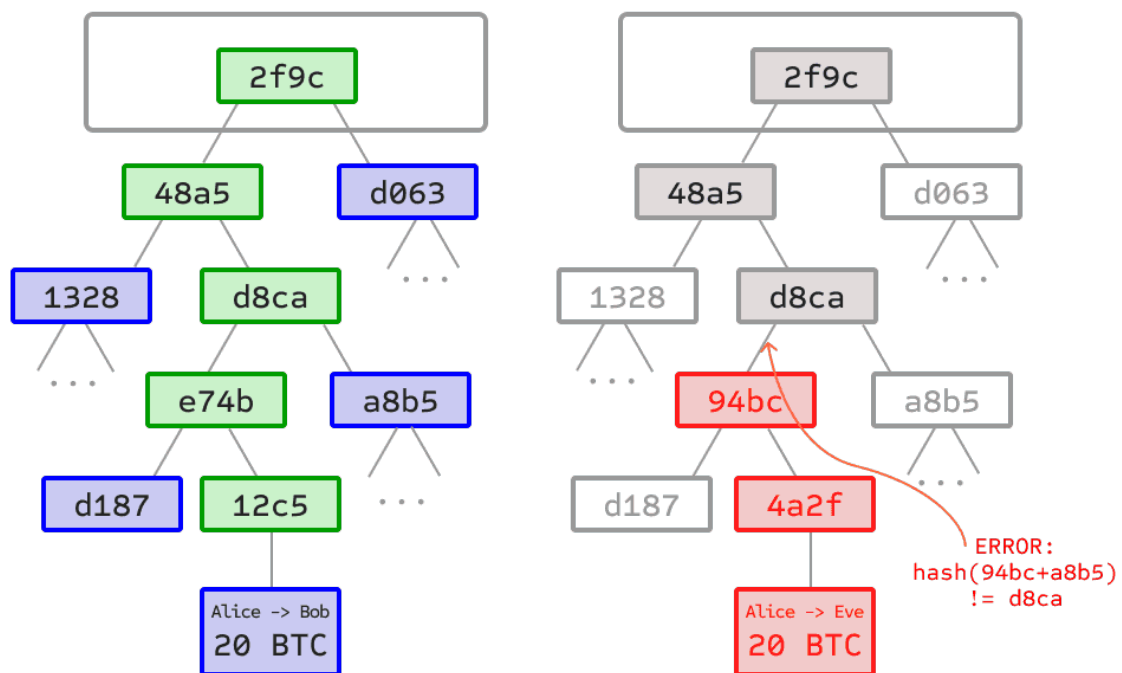 2f9c
48a5
d063
1328
d8ca
...
...
e74b
a8b5
d187
12c5
...
Alice -> Bob
20 BTC
2f9c
48a5
d063
1328
d8ca
...
...
94bc
a8b5
d187
4a2f
...
ERROR:
hash(94bc+a8b5)
!= d8ca
Alice -> Eve
20 BTC